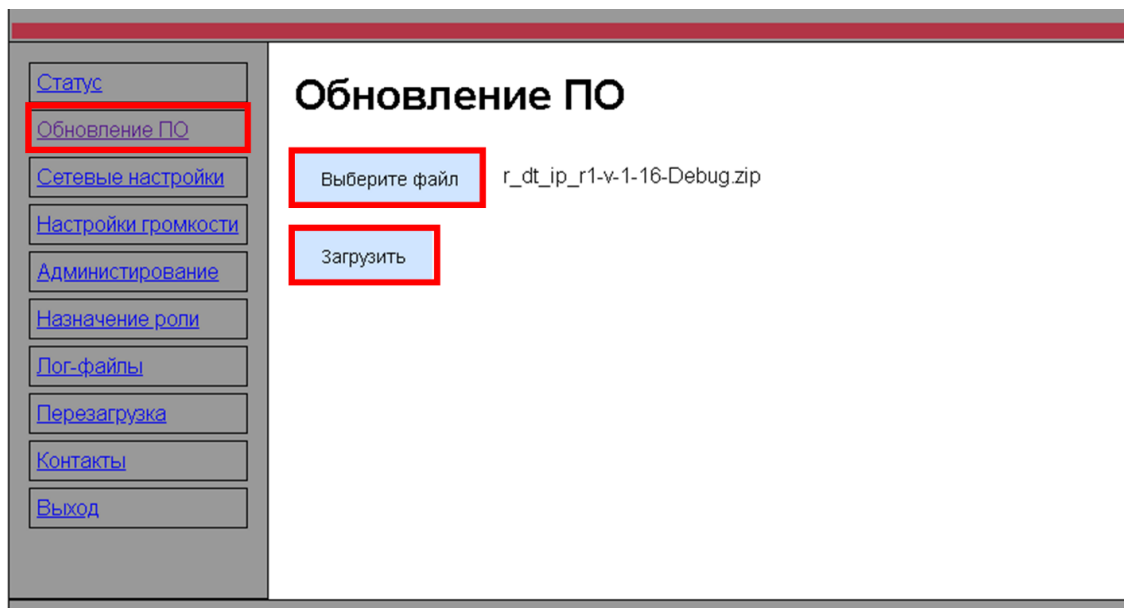 Статус
Обновление ПО
Сетевые настройки
Настройки громкости
Администирование
Назначение роли
Лог-файлы
Перезагрузка
Контакты
Выход
Обновление ПО
Выберите файл r_dt_ip_r1-v-1-16-Debug.zip
Загрузить